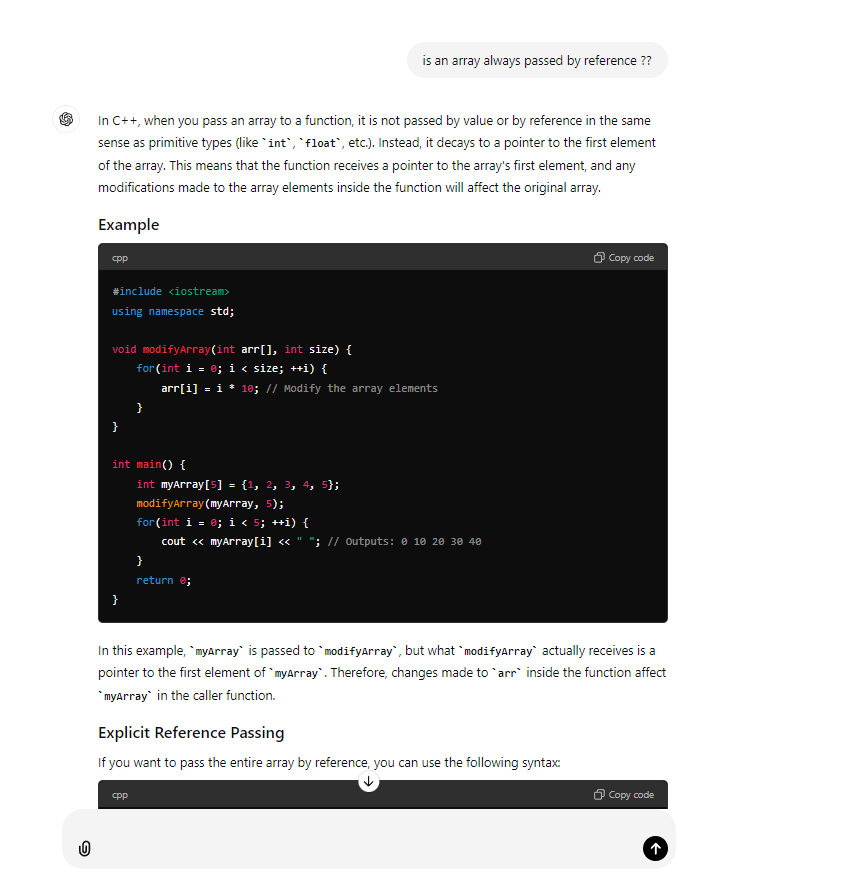 is an array always passed by reference ??
In C++, when you pass an array to a function, it is not passed by value or by reference in the same
sense as primitive types (like `int`, `float`, etc.). Instead, it decays to a pointer to the first element
of the array. This means that the function receives a pointer to the array's first element, and any
modifications made to the array elements inside the function will affect the original array.
Example
cpp
Copy code
#include <iostream>
using namespace std;
void modifyArray(int arr[], int size) {
    for(int i = 0; i < size; ++i) {
        arr[i] = i * 10; // Modify the array elements
    }
}
int main() {
    int myArray[5] = {1, 2, 3, 4, 5};
    modifyArray(myArray, 5);
    for(int i = 0; i < 5; ++i) {
        cout << myArray[i] << " "; // Outputs: 0 10 20 30 40
    }
    return 0;
}
In this example, `myArray` is passed to `modifyArray`, but what `modifyArray` actually receives is a
pointer to the first element of `myArray`. Therefore, changes made to `arr` inside the function affect
`myArray` in the caller function.
Explicit Reference Passing
If you want to pass the entire array by reference, you can use the following syntax:
cpp
Copy code